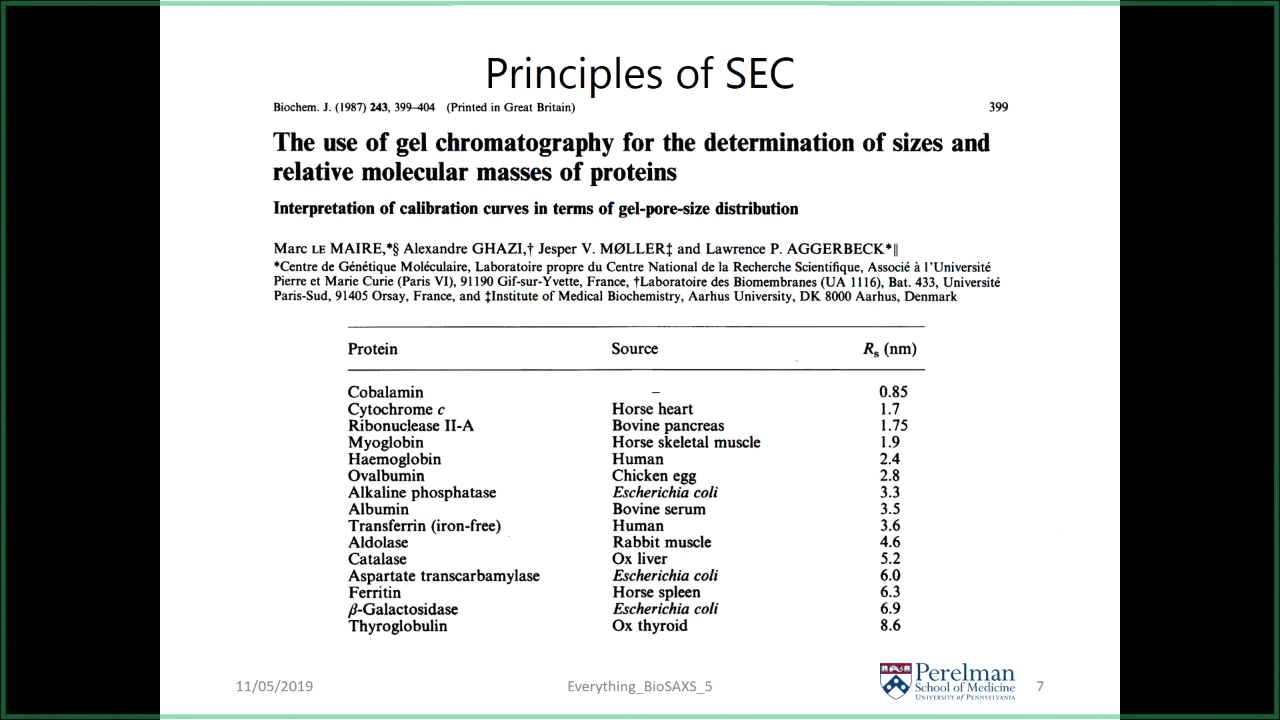 Principles of SEC
Biochem. J. (1987) 243, 399–404 (Printed in Great Britain) 399
The use of gel chromatography for the determination of sizes and
relative molecular masses of proteins
Interpretation of calibration curves in terms of gel-pore-size distribution
Marc LE MAIRE,*§ Alexandre GHAZI,† Jesper V. MØLLER‡ and Lawrence P. AGGERBECK*||
*Centre de Génétique Moléculaire, Laboratoire propre du Centre National de la Recherche Scientifique, Associé à l'Université
Pierre et Marie Curie (Paris VI), 91190 Gif-sur-Yvette, France, †Laboratoire des Biomembranes (UA 1116), Bat. 433, Université
Paris-Sud, 91405 Orsay, France, and ‡Institute of Medical Biochemistry, Aarhus University, DK 8000 Aarhus, Denmark
Protein Source Rs (nm)
Cobalamin – 0.85
Cytochrome c Horse heart 1.7
Ribonuclease II-A Bovine pancreas 1.75
Myoglobin Horse skeletal muscle 1.9
Haemoglobin Human 2.4
Ovalbumin Chicken egg 2.8
Alkaline phosphatase Escherichia coli 3.3
Albumin Bovine serum 3.5
Transferrin (iron-free) Human 3.6
Aldolase Rabbit muscle 4.6
Catalase Ox liver 5.2
Aspartate transcarbamylase Escherichia coli 6.0
Ferritin Horse spleen 6.3
β-Galactosidase Escherichia coli 6.9
Thyroglobulin Ox thyroid 8.6
11/05/2019 Everything_BioSAXS_5 7
Perelman
School of Medicine
UNIVERSITY OF PENNSYLVANIA